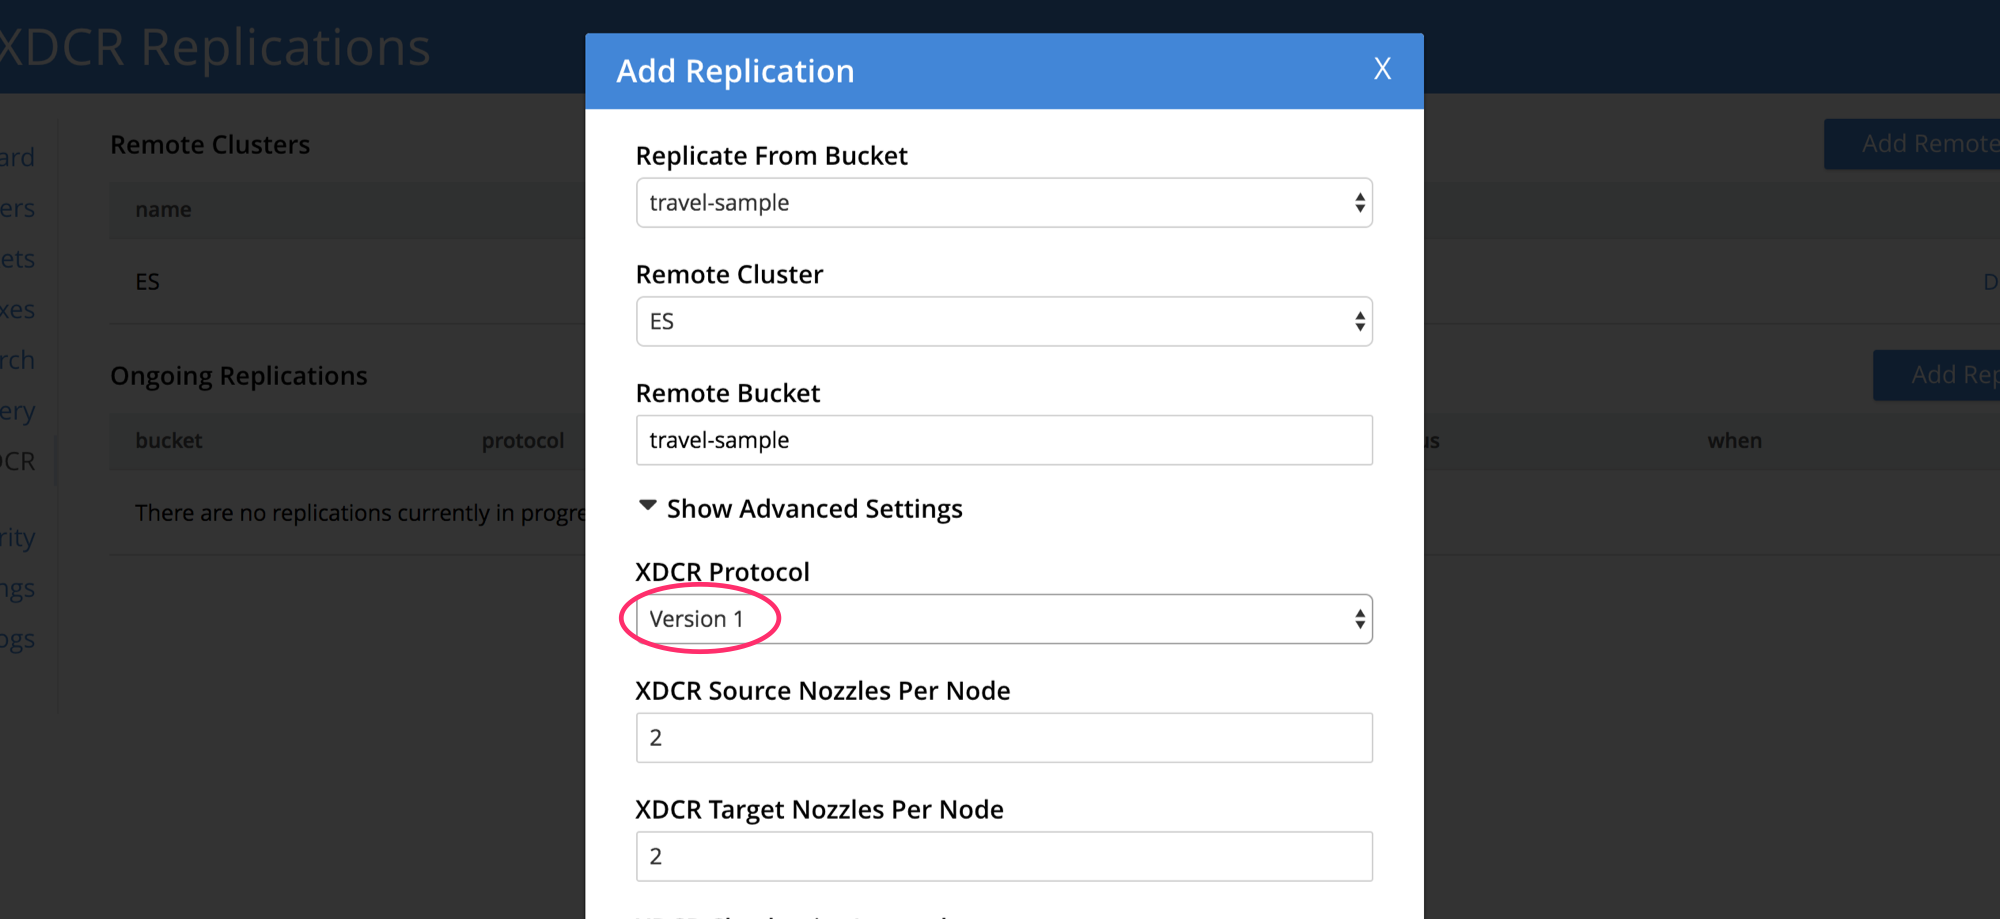 XDCR Replications
Add Replication
X
Remote Clusters
Add Remote
name
ES
D
Ongoing Replications
Add Rep
bucket
protocol
us
when
There are no replications currently in progre
ard
ers
ets
xes
rch
ery
DCR
rity
ngs
ogs
Replicate From Bucket
travel-sample
Remote Cluster
ES
Remote Bucket
travel-sample
Show Advanced Settings
XDCR Protocol
Version 1
XDCR Source Nozzles Per Node
2
XDCR Target Nozzles Per Node
2